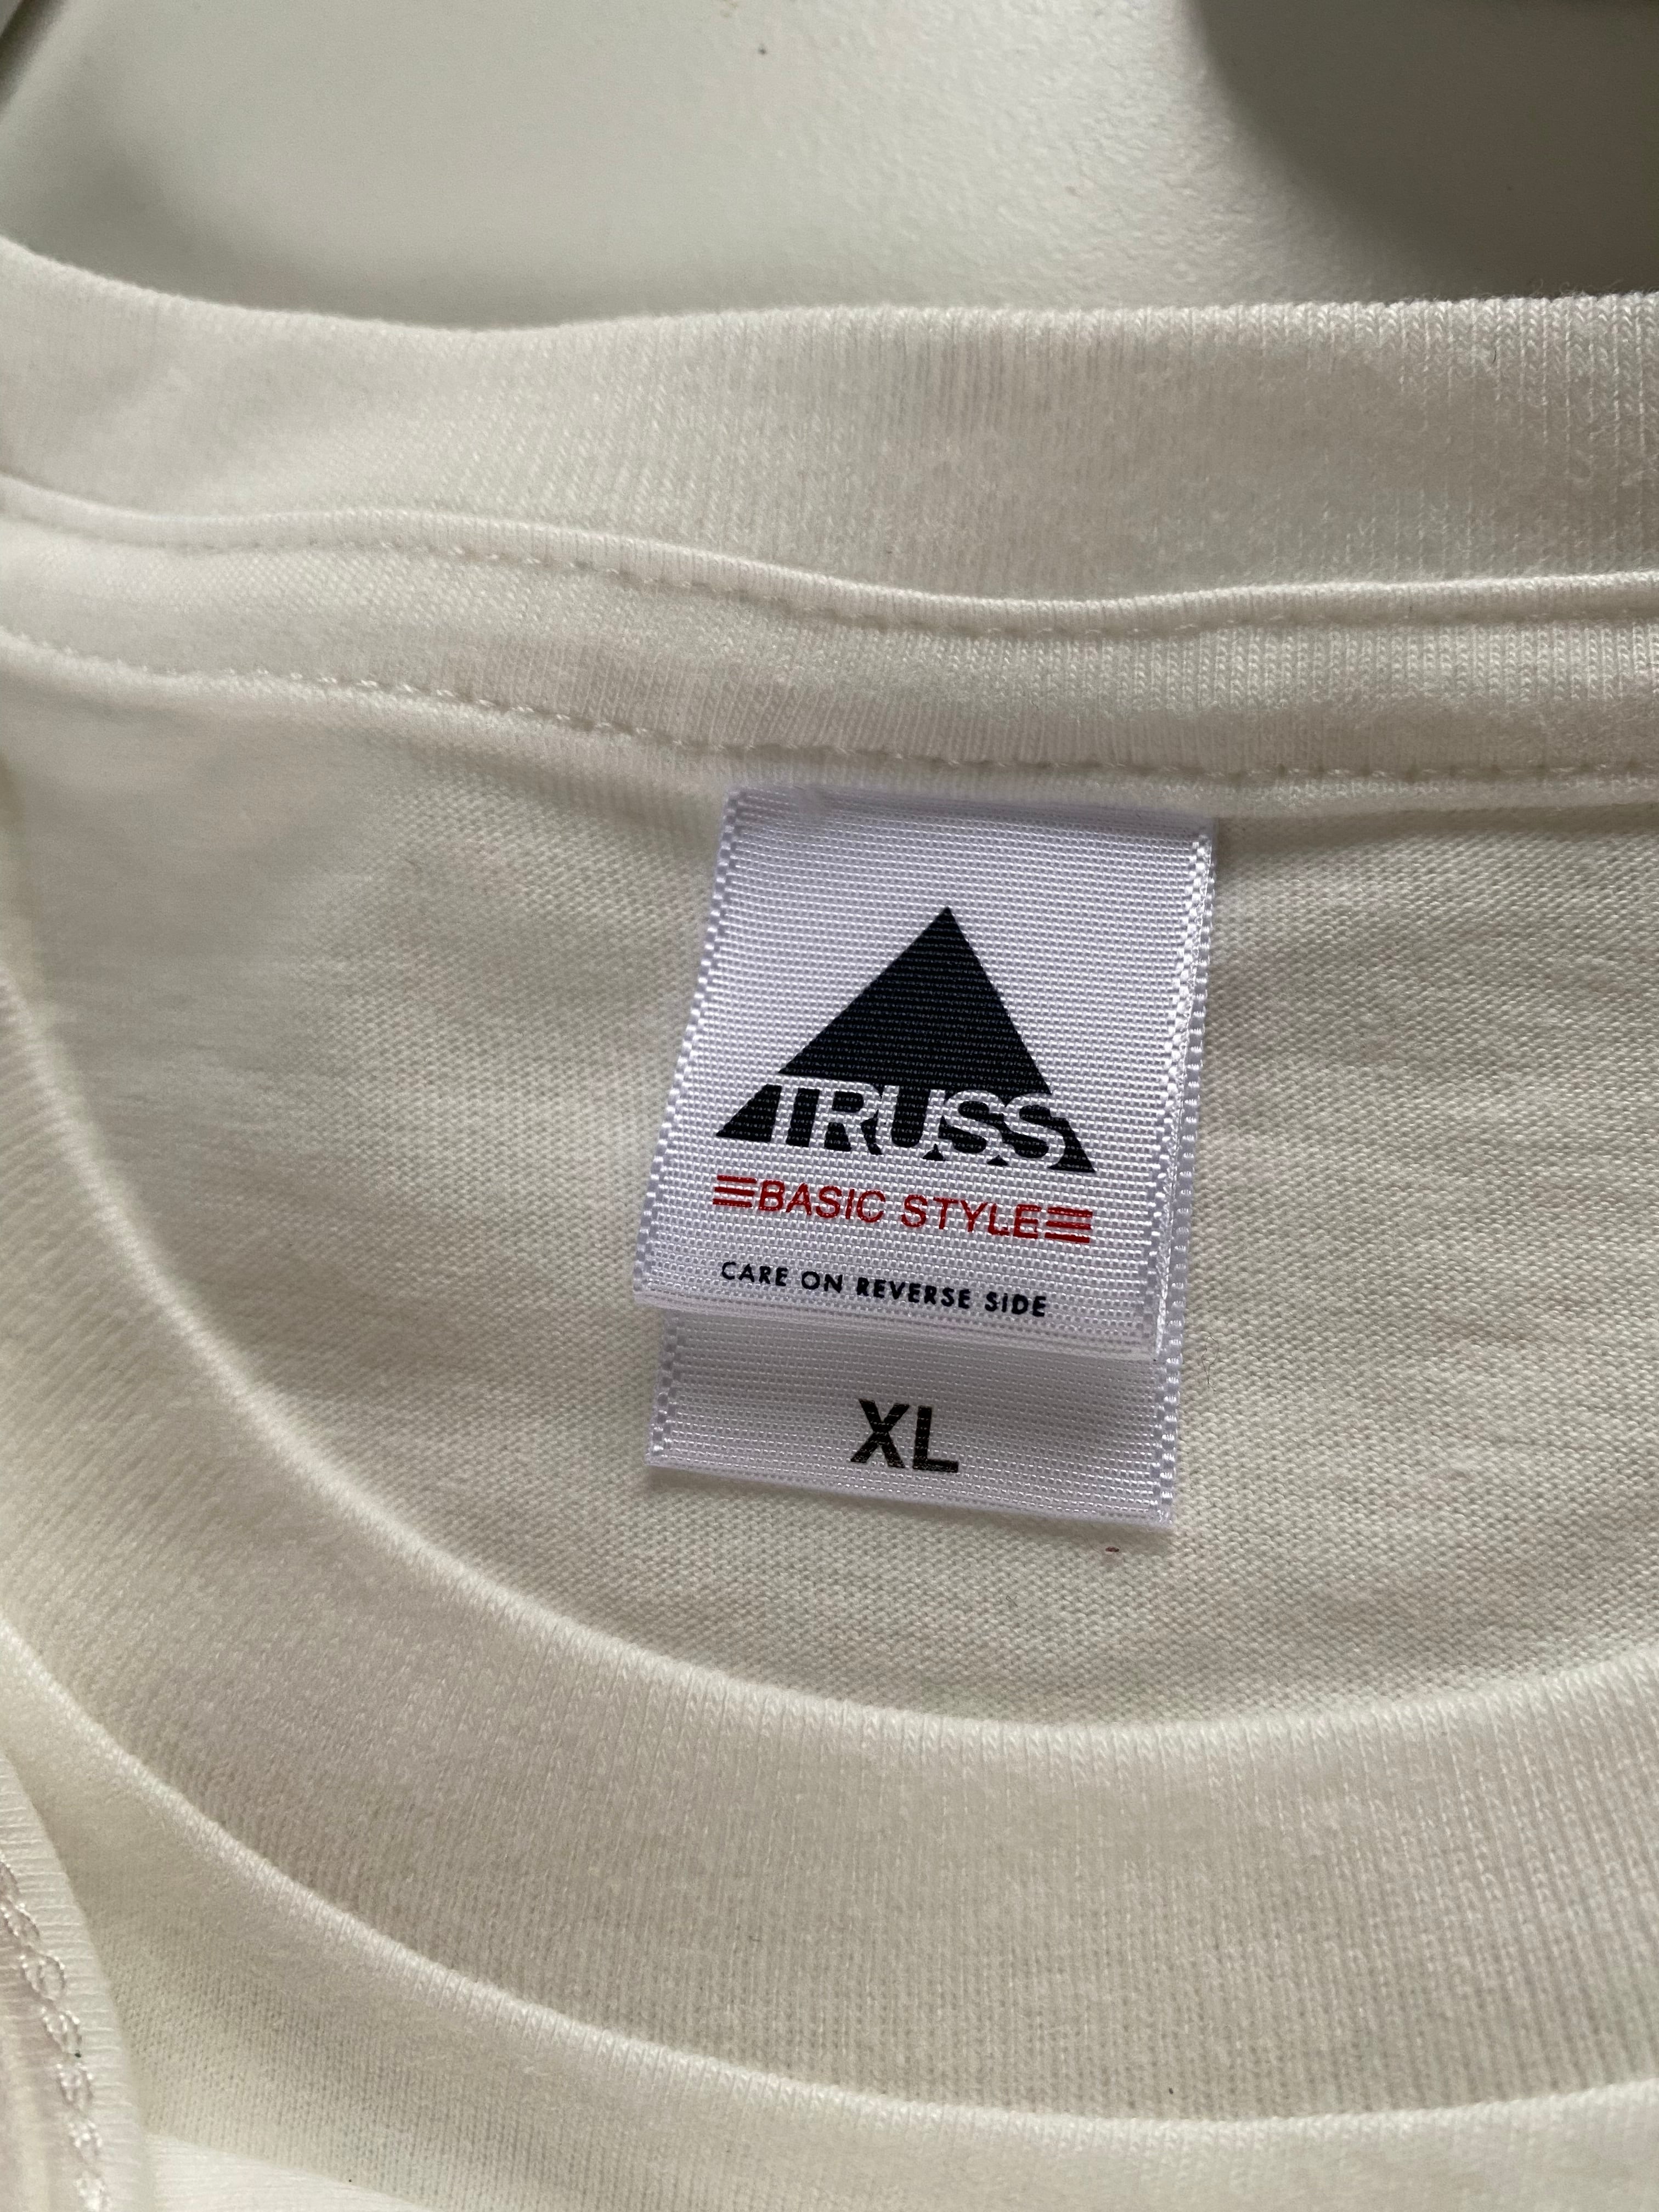 TRUSS
BASIC STYLE
CARE ON REVERSE SIDE
XL